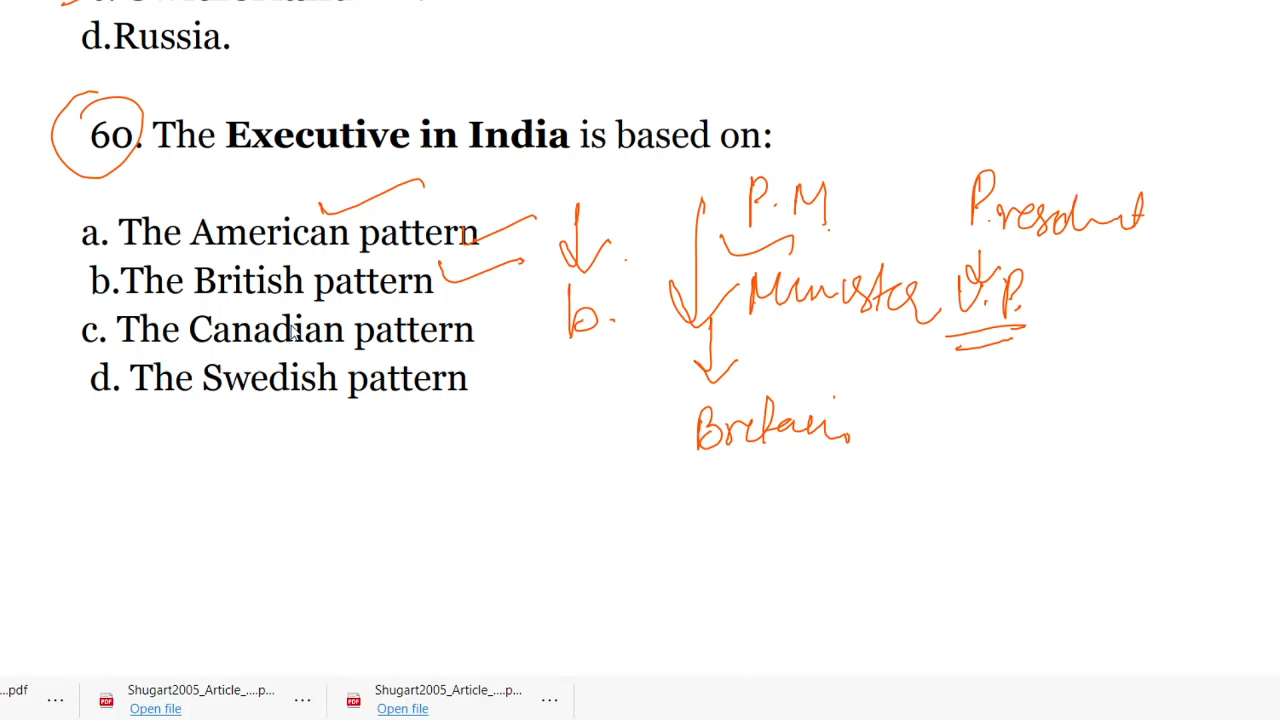 d.Russia.
60. The Executive in India is based on:
a. The American pattern
b.The British pattern
c. The Canadian pattern
d. The Swedish pattern
P.M
President
Minister
V.P.
b.
Britain
...pdf
Shugart2005_Article_....p...
Open file
Shugart2005_Article_....p...
Open file